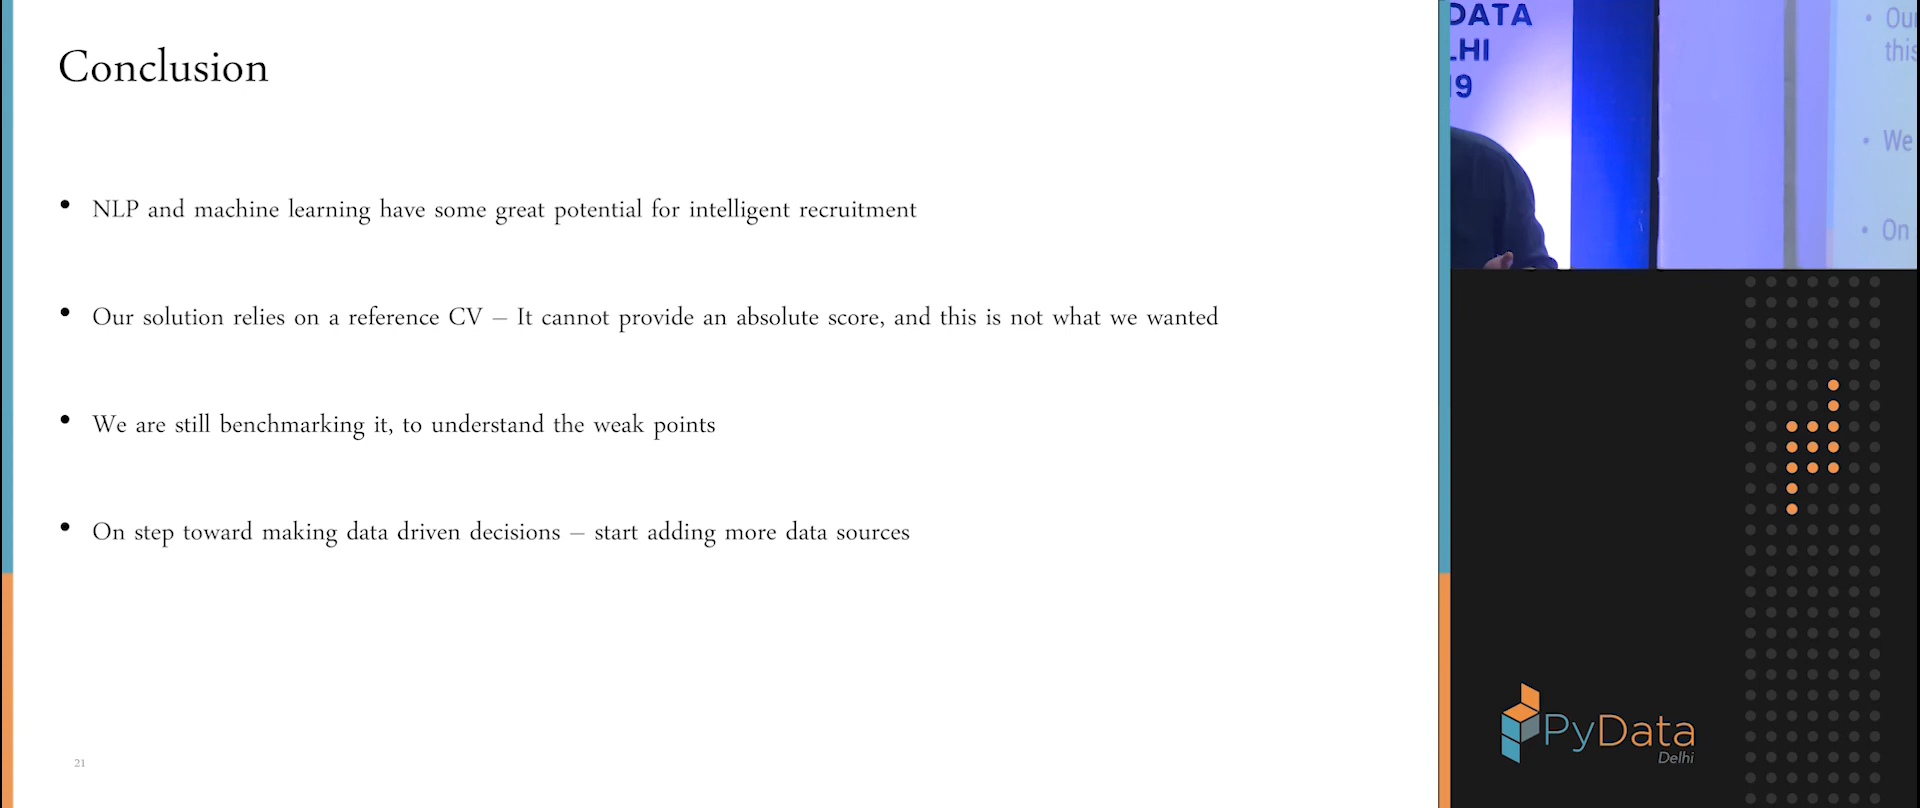 Conclusion
• NLP and machine learning have some great potential for intelligent recruitment
• Our solution relies on a reference CV – It cannot provide an absolute score, and this is not what we wanted
• We are still benchmarking it, to understand the weak points
• On step toward making data driven decisions – start adding more data sources
21
DATA
LHI
19
• Our
this
• We
• On
PyData
Delhi